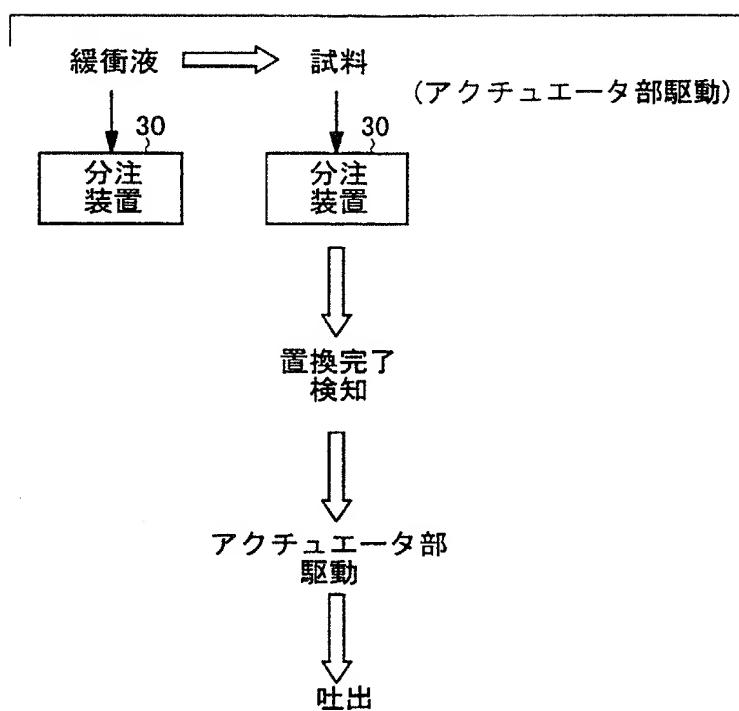 緩衝液 試料
(アクチュエータ部駆動)
30 30
分注 分注
装置 装置
置換完了
検知
アクチュエータ部
駆動
吐出